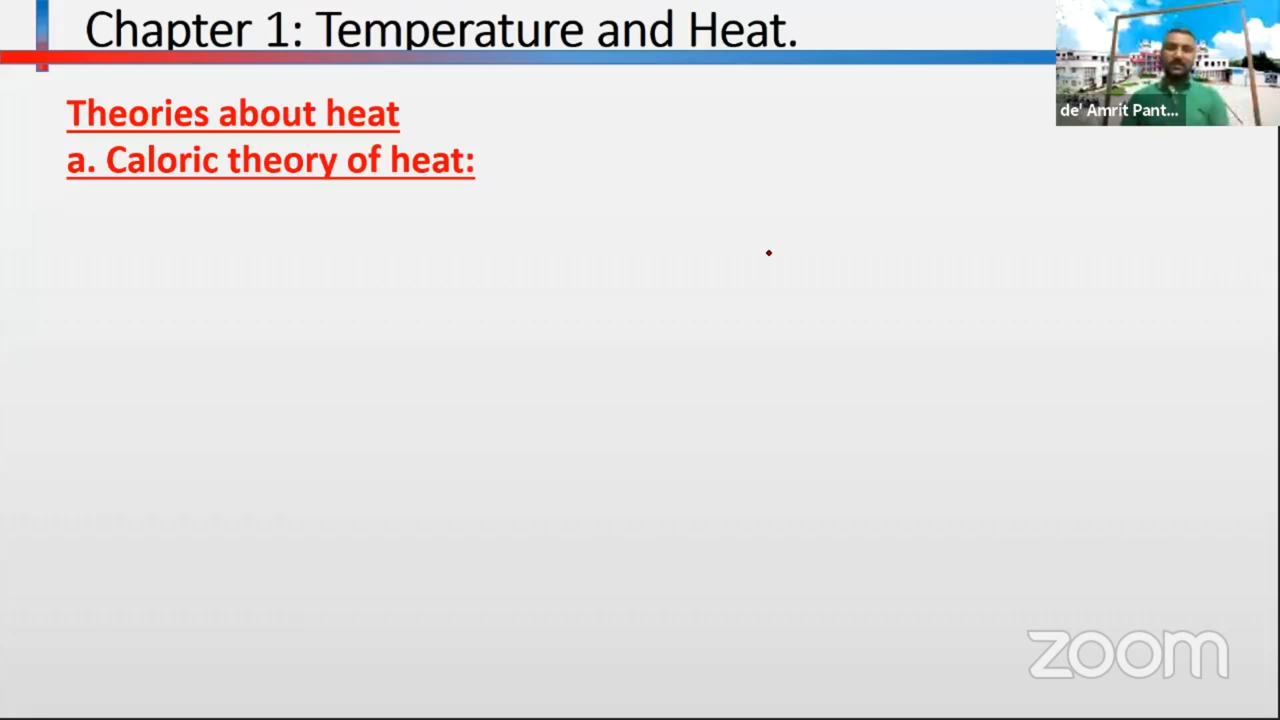 Chapter 1: Temperature and Heat.
de' Amrit Pant...
Theories about heat
a. Caloric theory of heat:
zoom